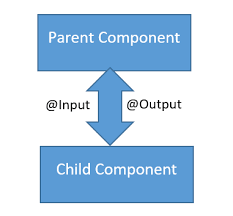 Parent Component
@Input
@Output
Child Component